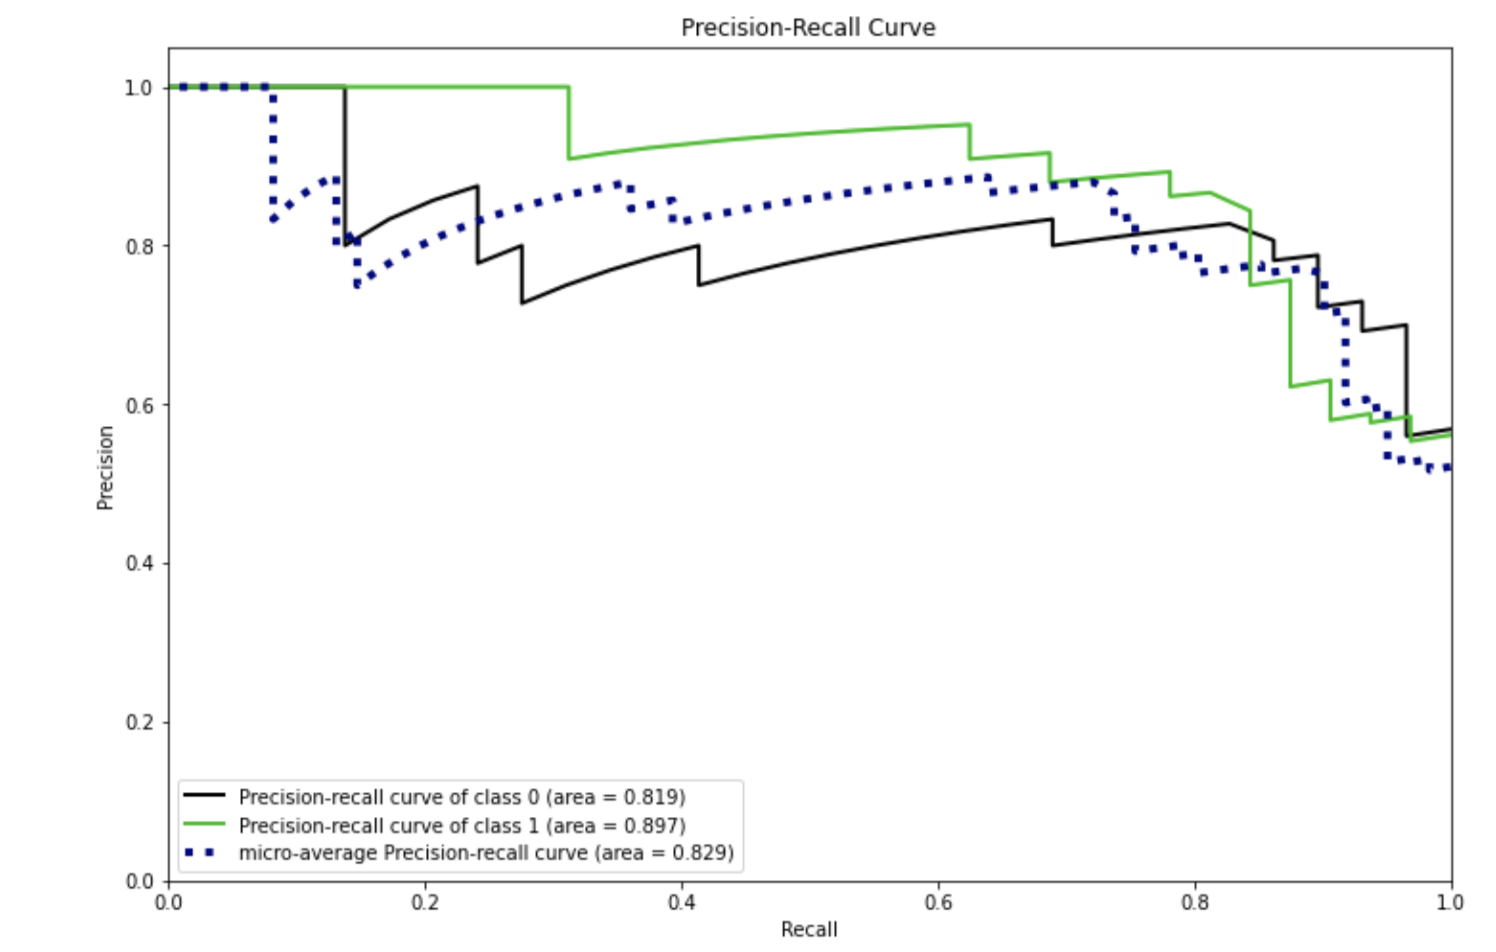 Precision-Recall Curve
1.0
0.8
0.6
0.4
0.2
0.0
Precision
Precision-recall curve of class 0 (area = 0.819)
Precision-recall curve of class 1 (area = 0.897)
micro-average Precision-recall curve (area = 0.829)
0.0 0.2 0.4 0.6 0.8 1.0
Recall